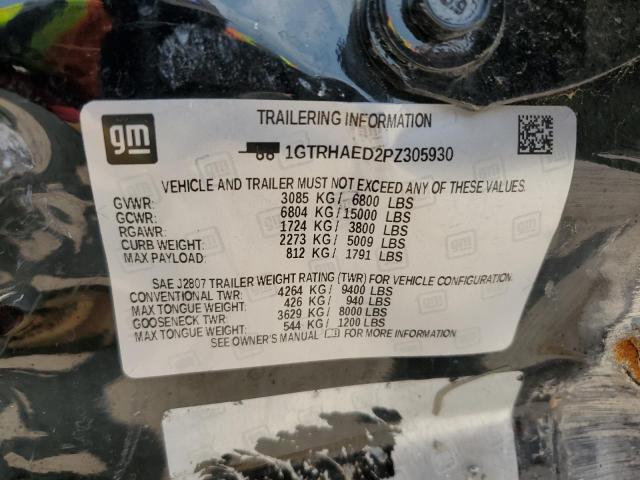 gm
TRAILERING INFORMATION
1GTRHAED2PZ305930
VEHICLE AND TRAILER MUST NOT EXCEED ANY OF THESE VALUES.
GVWR: 3085 KG/ 6800 LBS
GCWR: 6804 KG/15000 LBS
RGAWR: 1724 KG/ 3800 LBS
CURB WEIGHT: 2273 KG/ 5009 LBS
MAX PAYLOAD: 812 KG/ 1791 LBS
SAE J2807 TRAILER WEIGHT RATING (TWR) FOR VEHICLE CONFIGURATION.
CONVENTIONAL TWR: 4264 KG/ 9400 LBS
MAX TONGUE WEIGHT: 426 KG/ 940 LBS
GOOSENECK TWR: 3629 KG/ 8000 LBS
MAX TONGUE WEIGHT: 544 KG/ 1200 LBS
SEE OWNER'S MANUAL FOR MORE INFORMATION